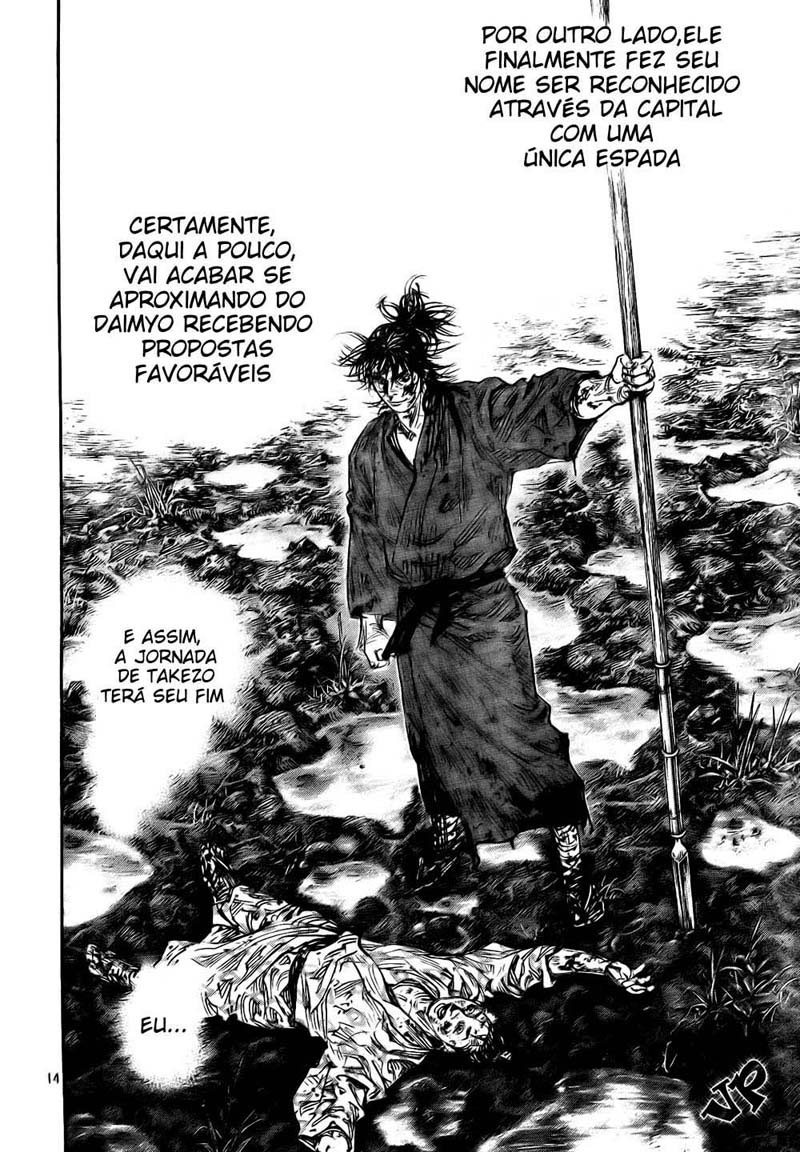 POR OUTRO LADO,ELE
FINALMENTE FEZ SEU
NOME SER RECONHECIDO
ATRAVÉS DA CAPITAL
COM UMA
ÚNICA ESPADA
CERTAMENTE,
DAQUI A POUCO,
VAI ACABAR SE
APROXIMANDO DO
DAIMYO RECEBENDO
PROPOSTAS
FAVORÁVEIS
E ASSIM,
A JORNADA
DE TAKEZO
TERÁ SEU FIM
EU...
14
VP